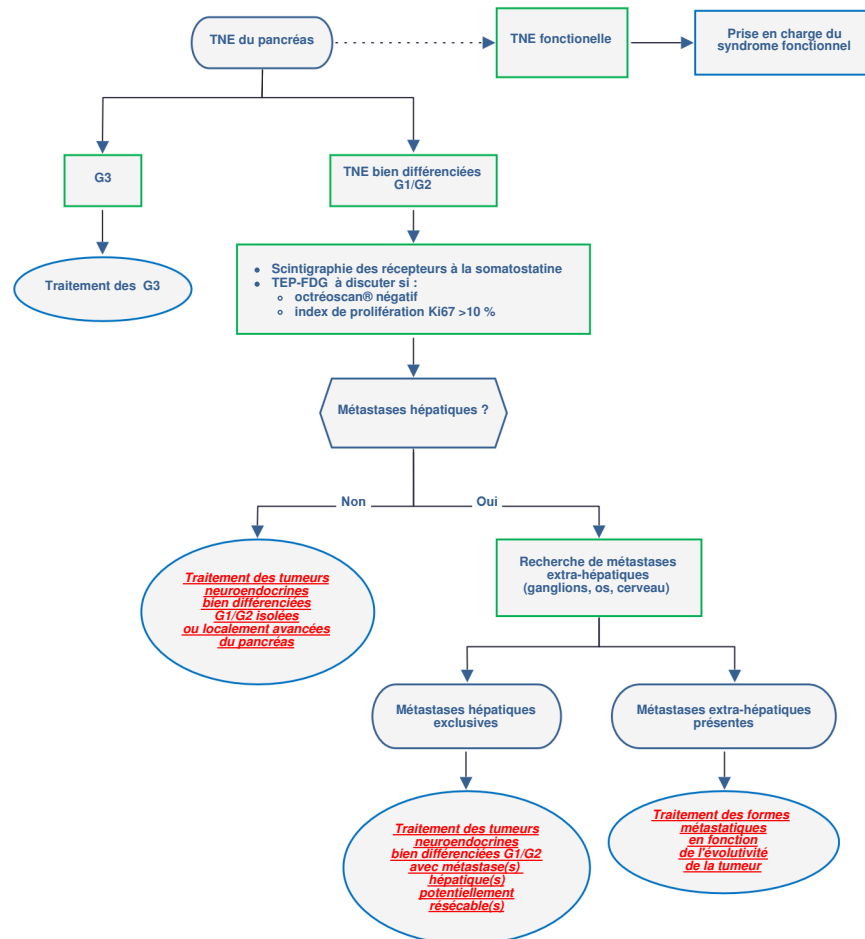 TNE du pancréas
TNE fonctionelle
Prise en charge du
syndrome fonctionnel
G3
TNE bien différenciées
G1/G2
Traitement des G3
• Scintigraphie des récepteurs à la somatostatine
• TEP-FDG à discuter si :
○ octréoscan® négatif
○ index de prolifération Ki67 >10 %
Métastases hépatiques ?
Non
Oui
Traitement des tumeurs
neuroendocrines
bien différenciées
G1/G2 isolées
ou localement avancées
du pancréas
Recherche de métastases
extra-hépatiques
(ganglions, os, cerveau)
Métastases hépatiques
exclusives
Métastases extra-hépatiques
présentes
Traitement des tumeurs
neuroendocrines
bien différenciées G1/G2
avec métastase(s)
hépatique(s)
potentiellement
résécable(s)
Traitement des formes
métastatiques
en fonction
de l'évolutivité
de la tumeur